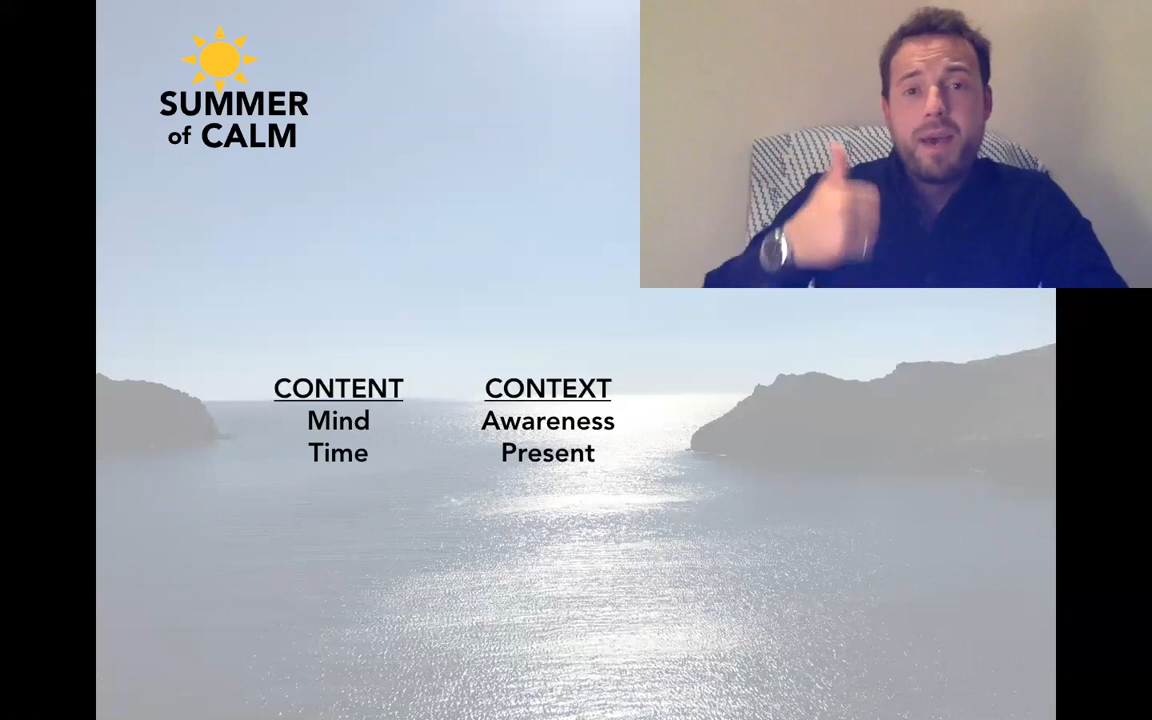 SUMMER
of CALM
CONTENT CONTEXT
Mind Awareness
Time Present